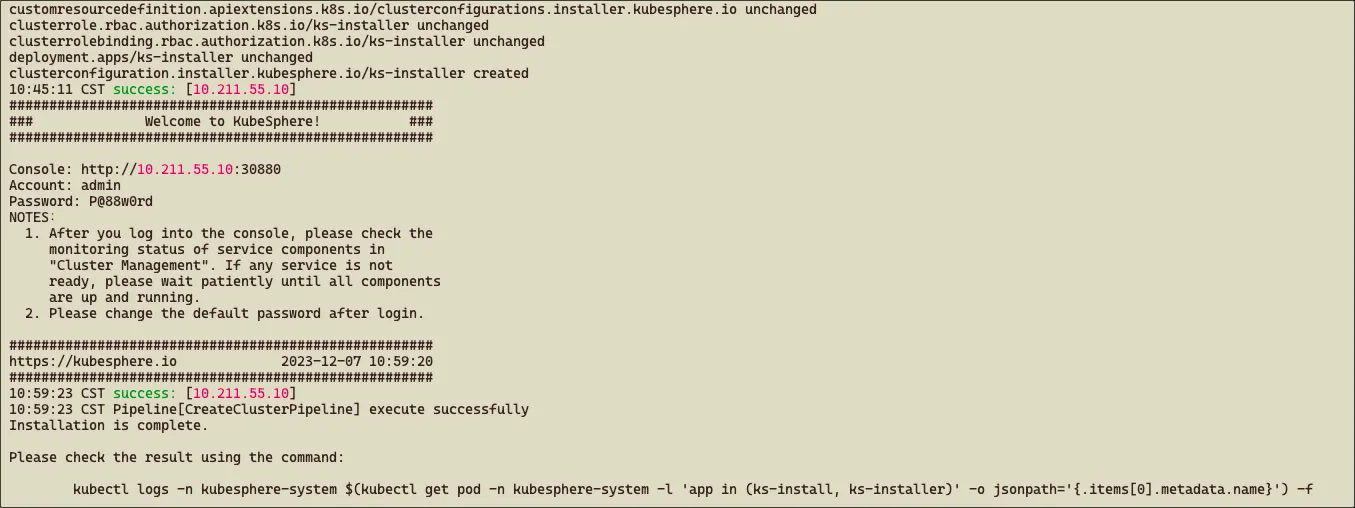 customresourcedefinition.apiextensions.k8s.io/clusterconfigurations.installer.kubesphere.io unchanged
clusterrole.rbac.authorization.k8s.io/ks-installer unchanged
clusterrolebinding.rbac.authorization.k8s.io/ks-installer unchanged
deployment.apps/ks-installer unchanged
clusterconfiguration.installer.kubesphere.io/ks-installer created
10:45:11 CST success: [10.211.55.10]
#####################################################
###              Welcome to KubeSphere!           ###
#####################################################
Console: http://10.211.55.10:30880
Account: admin
Password: P@88w0rd
NOTES:
  1. After you log into the console, please check the
     monitoring status of service components in
     "Cluster Management". If any service is not
     ready, please wait patiently until all components
     are up and running.
  2. Please change the default password after login.
#####################################################
https://kubesphere.io             2023-12-07 10:59:20
#####################################################
10:59:23 CST success: [10.211.55.10]
10:59:23 CST Pipeline[CreateClusterPipeline] execute successfully
Installation is complete.
Please check the result using the command:
        kubectl logs -n kubesphere-system $(kubectl get pod -n kubesphere-system -l 'app in (ks-install, ks-installer)' -o jsonpath='{.items[0].metadata.name}') -f